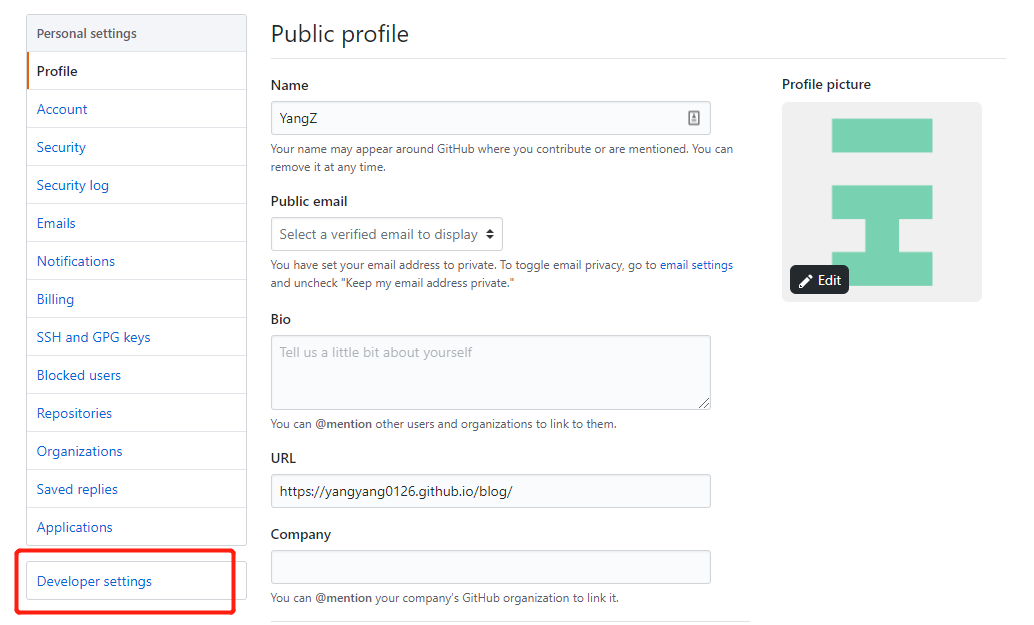 Personal settings
Profile
Account
Security
Security log
Emails
Notifications
Billing
SSH and GPG keys
Blocked users
Repositories
Organizations
Saved replies
Applications
Developer settings
Public profile
Name
YangZ
Your name may appear around GitHub where you contribute or are mentioned. You can
remove it at any time.
Public email
Select a verified email to display
You have set your email address to private. To toggle email privacy, go to email settings
and uncheck "Keep my email address private."
Bio
Tell us a little bit about yourself
You can @mention other users and organizations to link to them.
URL
https://yangyang0126.github.io/blog/
Company
You can @mention your company's GitHub organization to link it.
Profile picture
Edit